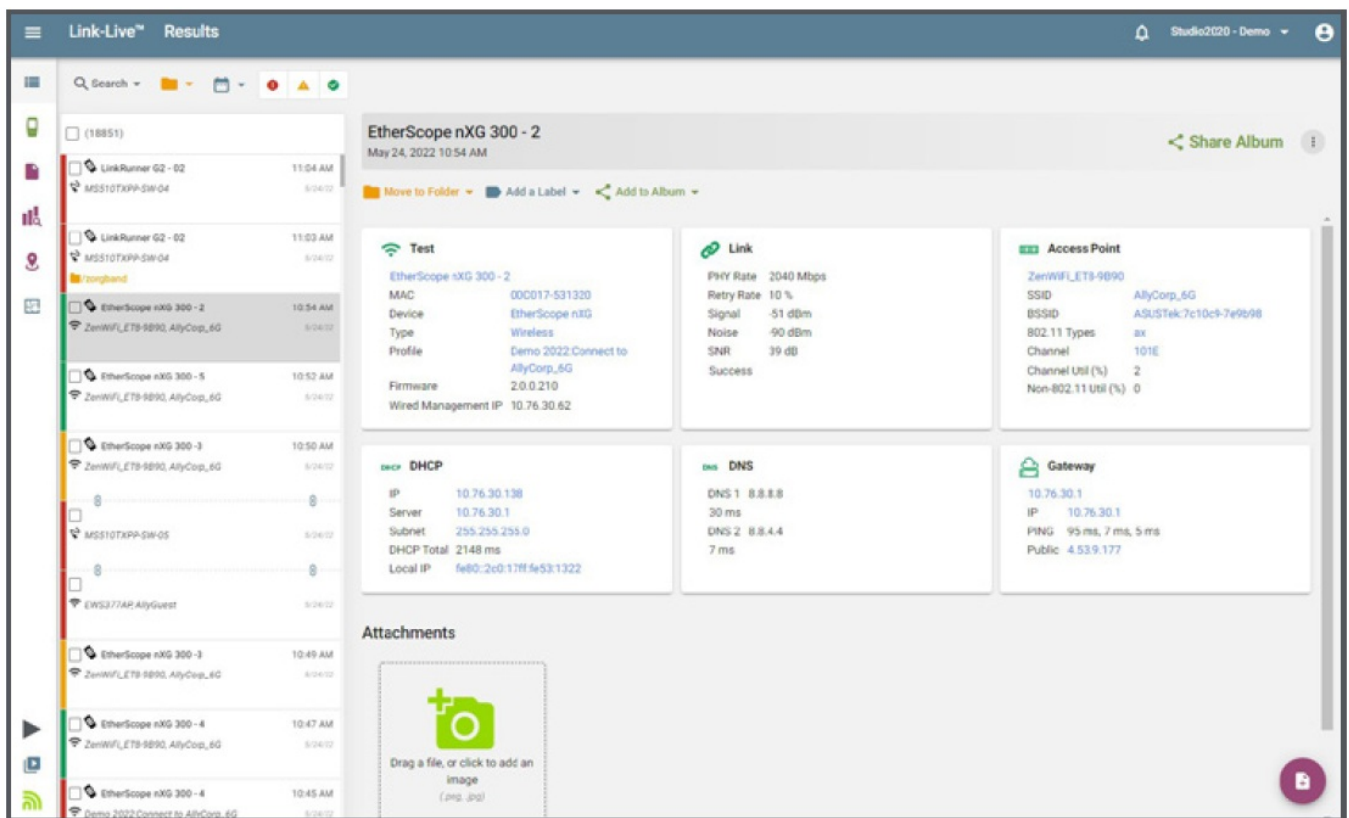 Link-Live™ Results
Studio2020 - Demo
Search
(18851)
LinkRunner G2 - 02 11:04 AM
MS510TXPP-SW-04 5/24/22
LinkRunner G2 - 02 11:03 AM
MS510TXPP-SW-04 5/24/22
/zorgband
EtherScope nXG 300 - 2 10:54 AM
ZenWiFi_ET8-9B90, AllyCorp_6G 5/24/22
EtherScope nXG 300 - 5 10:52 AM
ZenWiFi_ET8-9B90, AllyCorp_6G 5/24/22
EtherScope nXG 300 -3 10:50 AM
ZenWiFi_ET8-9B90, AllyCorp_6G 5/24/22
MS510TXPP-SW-05 5/24/22
EWS377AP, AllyGuest 5/24/22
EtherScope nXG 300 -3 10:49 AM
ZenWiFi_ET8-9B90, AllyCorp_6G 5/24/22
EtherScope nXG 300 - 4 10:47 AM
ZenWiFi_ET8-9B90, AllyCorp_6G 5/24/22
EtherScope nXG 300 - 4 10:45 AM
Demo 2022 Connect to AllyCorp_6G 5/24/22
EtherScope nXG 300 - 2
May 24, 2022 10:54 AM
Share Album
Move to Folder Add a Label Add to Album
Test
EtherScope nXG 300 - 2
MAC 00C017-531320
Device EtherScope nXG
Type Wireless
Profile Demo 2022:Connect to
AllyCorp_6G
Firmware 2.0.0.210
Wired Management IP 10.76.30.62
Link
PHY Rate 2040 Mbps
Retry Rate 10 %
Signal -51 dBm
Noise -90 dBm
SNR 39 dB
Success
Access Point
ZenWiFi_ET8-9B90
SSID AllyCorp_6G
BSSID ASUSTek:7c10c9-7e9b98
802.11 Types ax
Channel 101E
Channel Util (%) 2
Non-802.11 Util (%) 0
DHCP DHCP
IP 10.76.30.138
Server 10.76.30.1
Subnet 255.255.255.0
DHCP Total 2148 ms
Local IP fe80::2c0:17ff:fe53:1322
DNS DNS
DNS 1 8.8.8.8
30 ms
DNS 2 8.8.4.4
7 ms
Gateway
10.76.30.1
IP 10.76.30.1
PING 95 ms, 7 ms, 5 ms
Public 4.53.9.177
Attachments
Drag a file, or click to add an
image
(.png, .jpg)